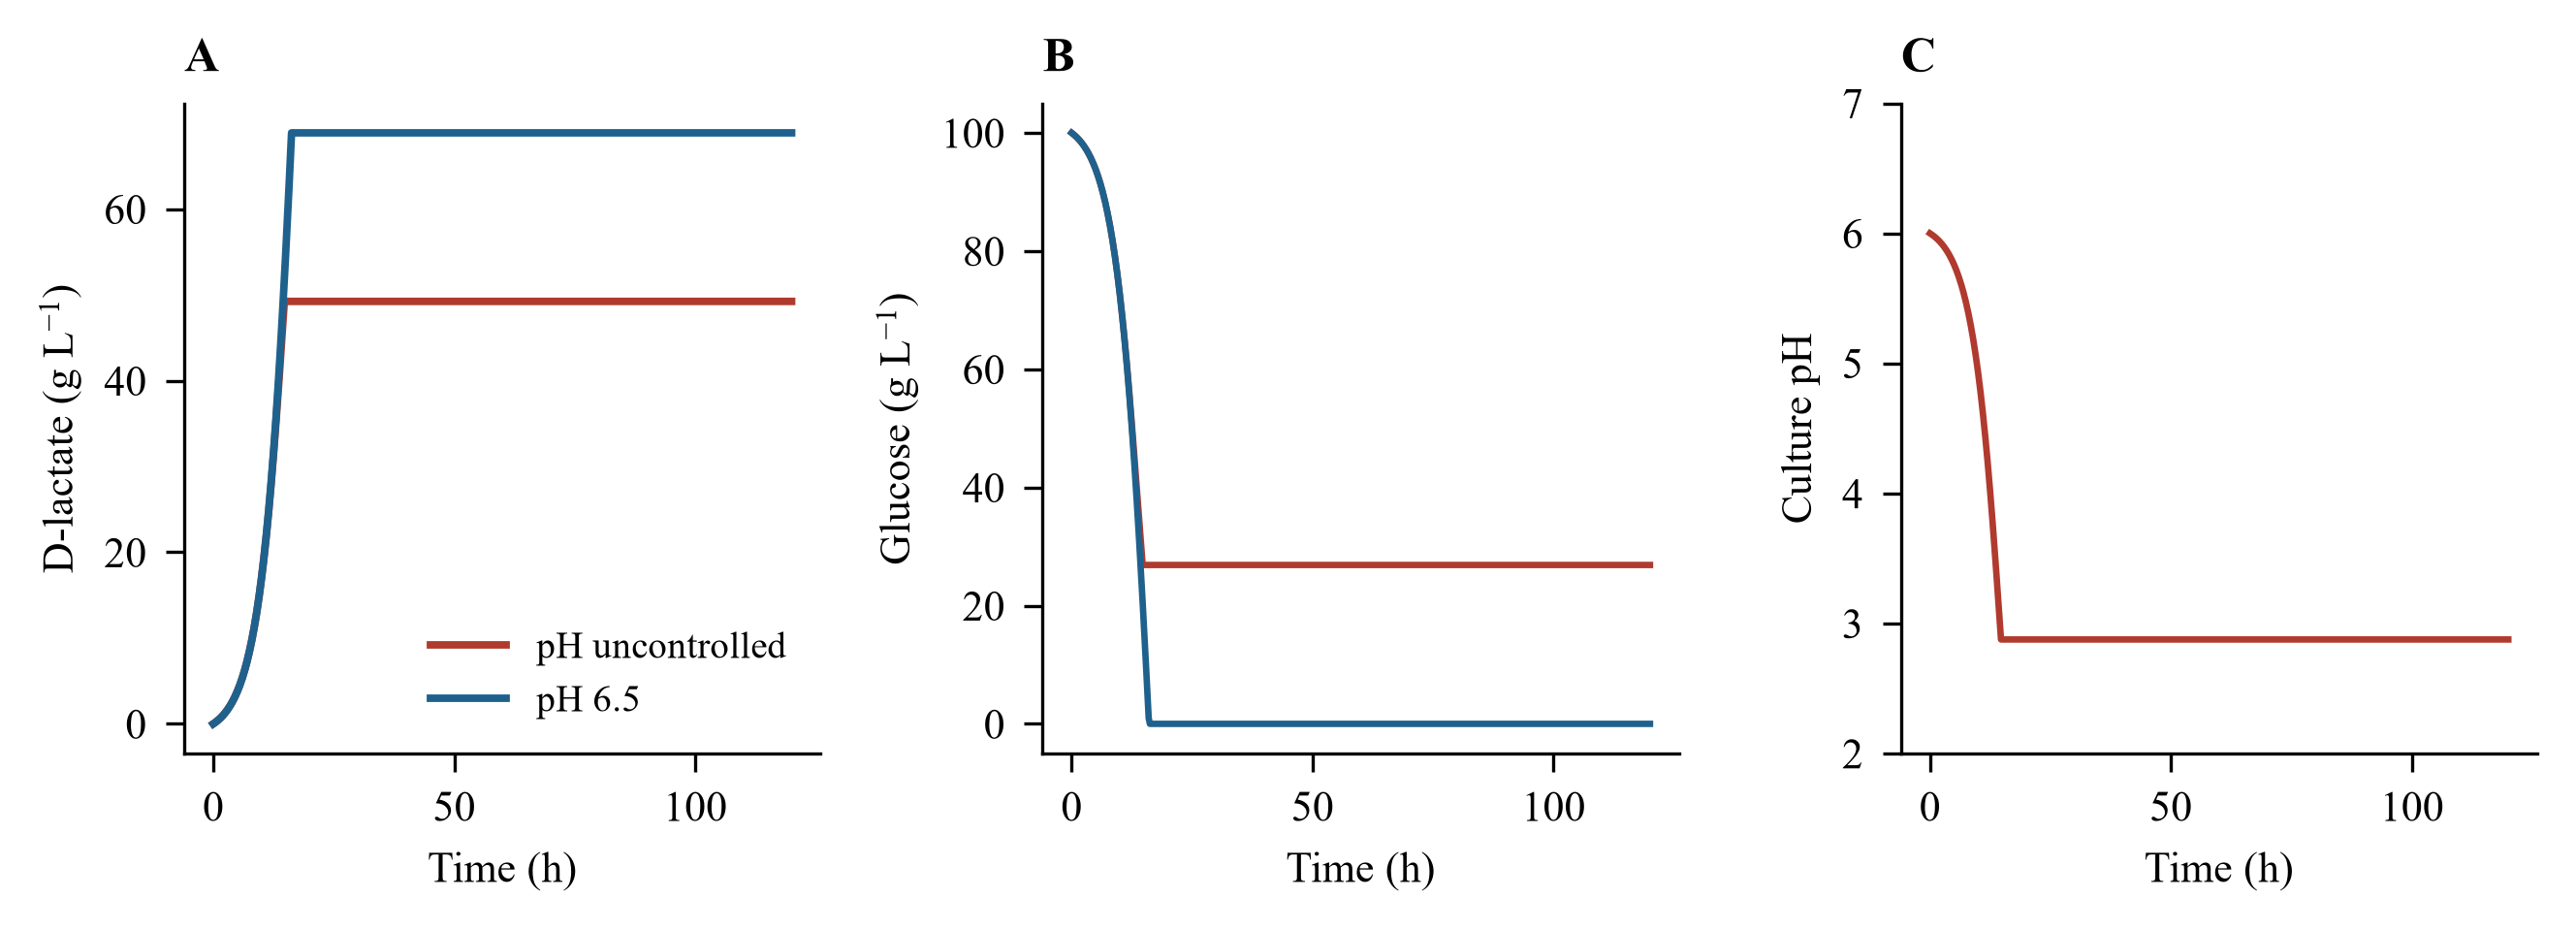 A
D-lactate (g L⁻¹)
60
40
20
0
0 50 100
Time (h)
pH uncontrolled
pH 6.5
B
Glucose (g L⁻¹)
100
80
60
40
20
0
0 50 100
Time (h)
C
Culture pH
7
6
5
4
3
2
0 50 100
Time (h)